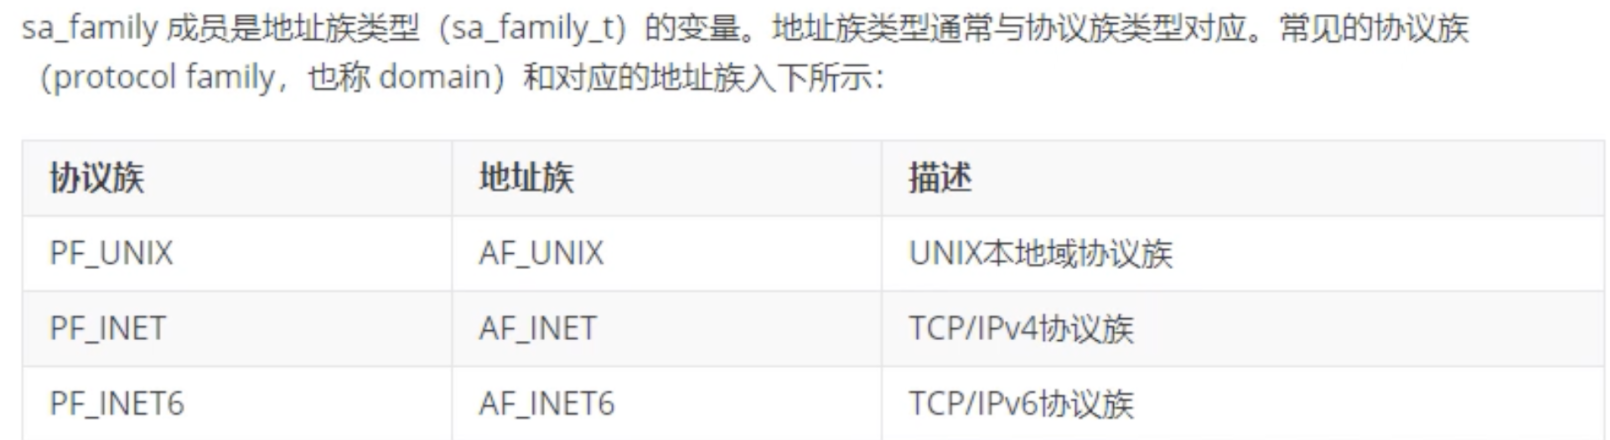 sa_family 成员是地址族类型（sa_family_t）的变量。地址族类型通常与协议族类型对应。常见的协议族
（protocol family，也称 domain）和对应的地址族入下所示：
协议族 地址族 描述
PF_UNIX AF_UNIX UNIX本地域协议族
PF_INET AF_INET TCP/IPv4协议族
PF_INET6 AF_INET6 TCP/IPv6协议族